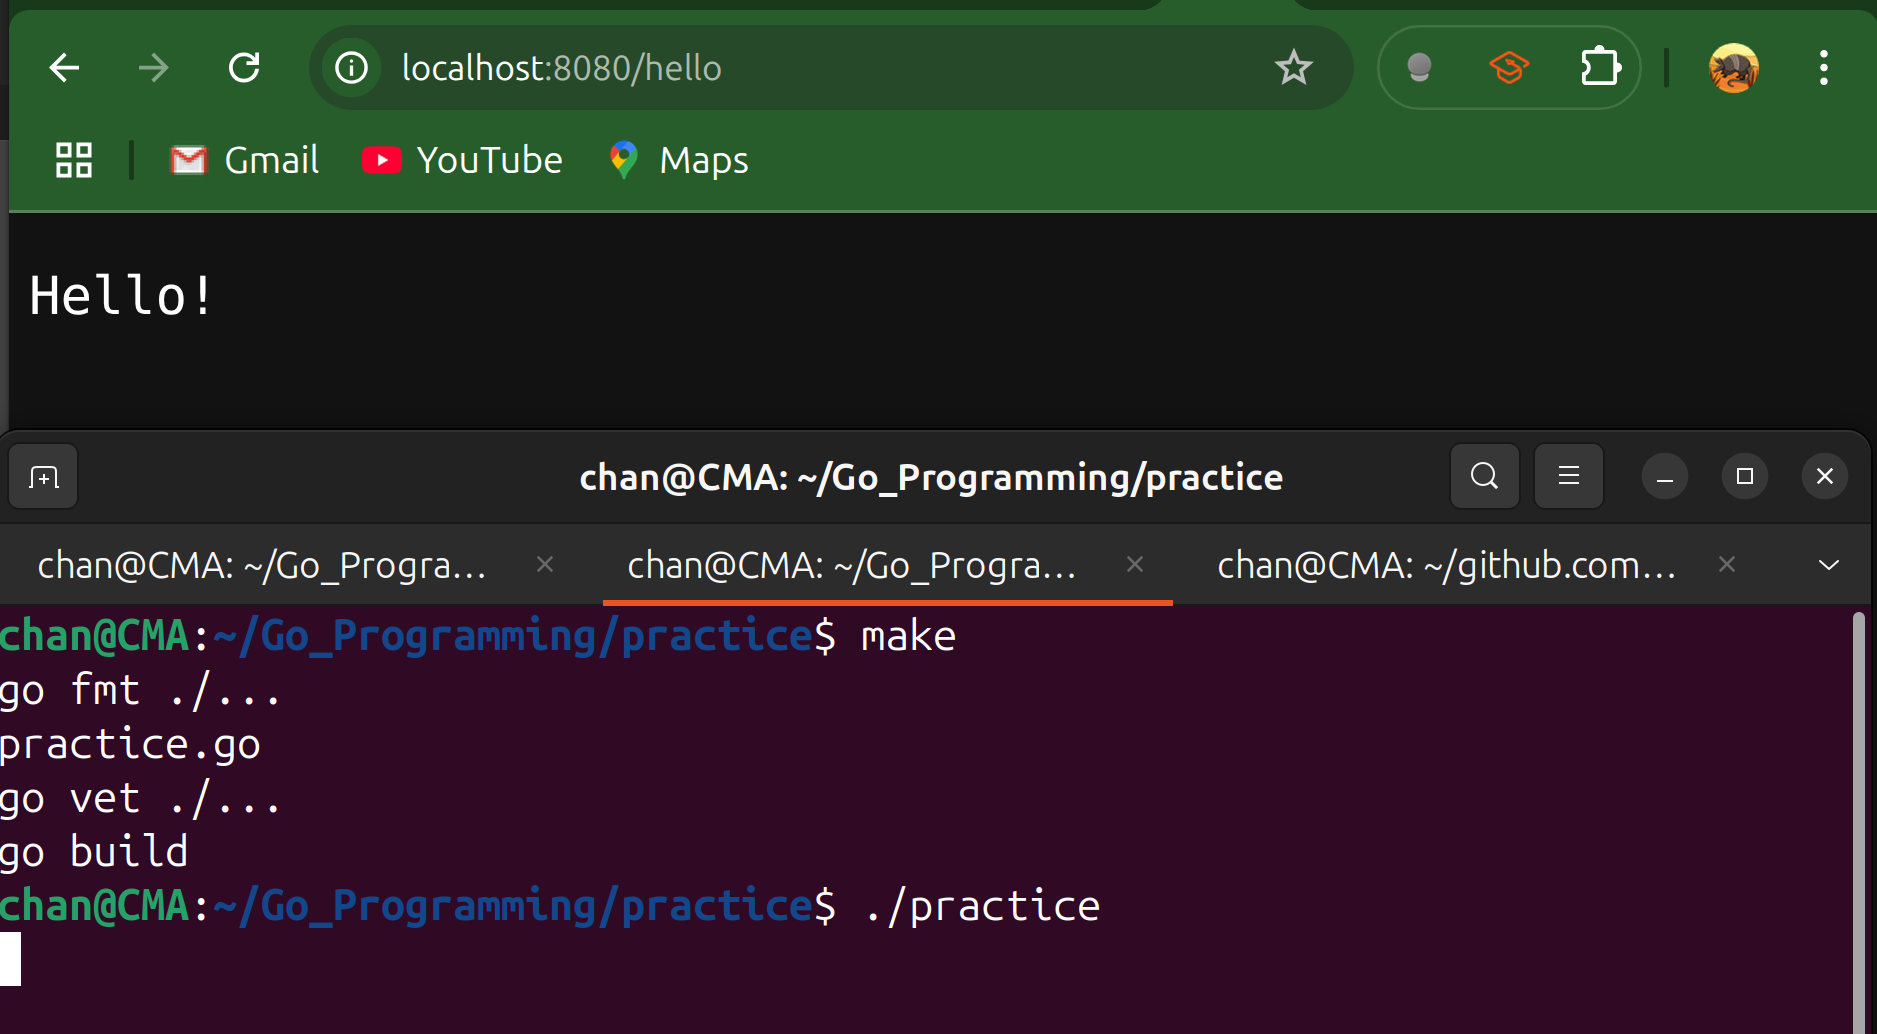 localhost:8080/hello
Gmail YouTube Maps
Hello!
chan@CMA: ~/Go_Programming/practice
chan@CMA: ~/Go_Progra... chan@CMA: ~/Go_Progra... chan@CMA: ~/github.com...
chan@CMA:~/Go_Programming/practice$ make
go fmt ./...
practice.go
go vet ./...
go build
chan@CMA:~/Go_Programming/practice$ ./practice